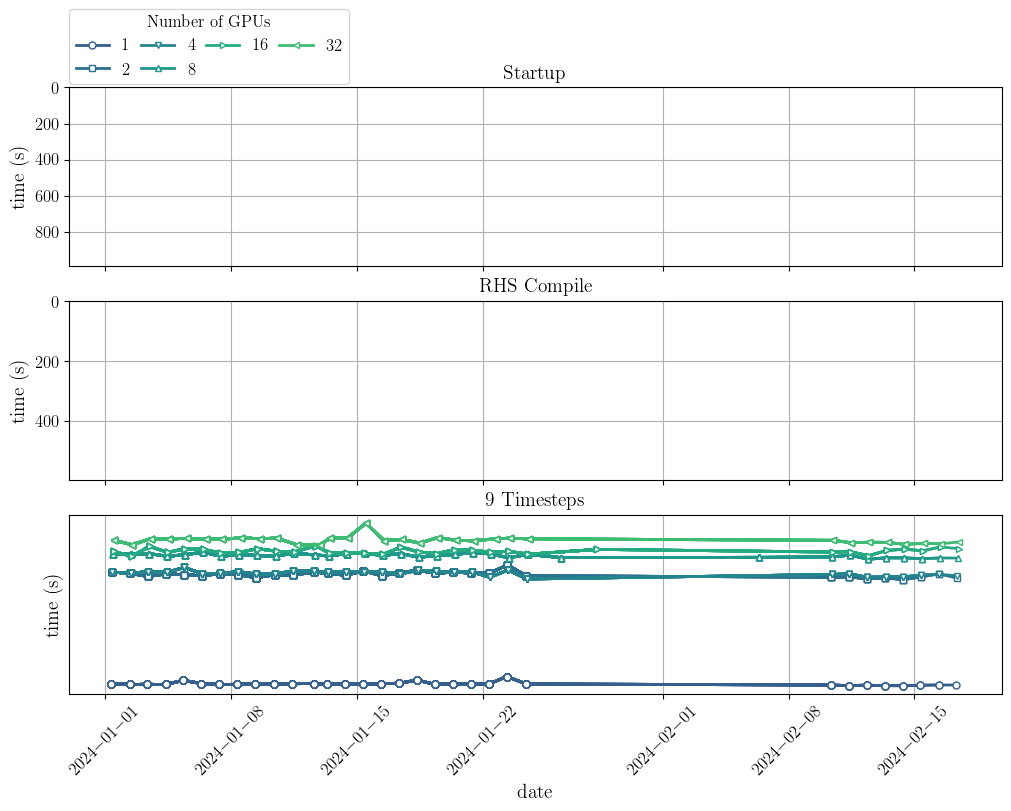 Number of GPUs
1 4 16 32
2 8
Startup
0
200
400
600
800
time (s)
RHS Compile
0
200
400
time (s)
9 Timesteps
time (s)
2024−01−01
2024−01−08
2024−01−15
2024−01−22
2024−02−01
2024−02−08
2024−02−15
date